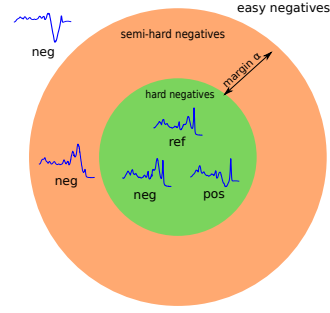 easy negatives
neg
semi-hard negatives
margin α
hard negatives
ref
neg
neg
pos